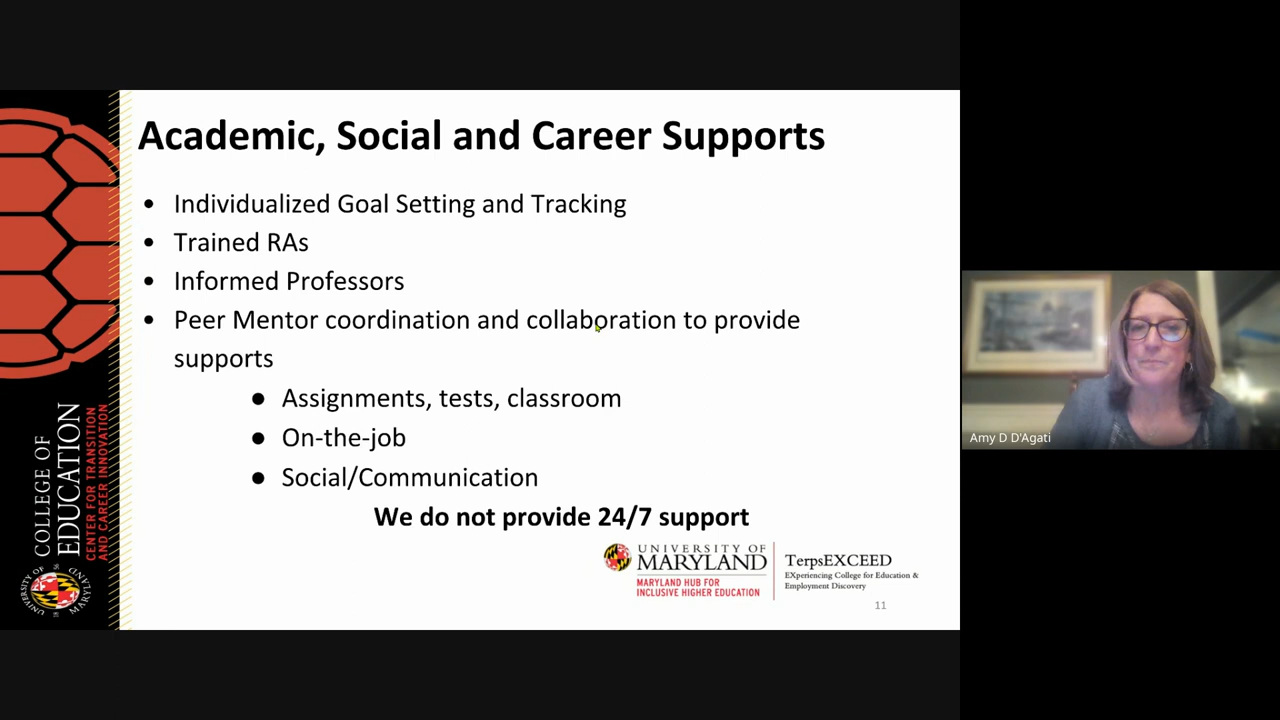 Academic, Social and Career Supports
• Individualized Goal Setting and Tracking
• Trained RAs
• Informed Professors
• Peer Mentor coordination and collaboration to provide
supports
● Assignments, tests, classroom
● On-the-job
● Social/Communication
We do not provide 24/7 support
UNIVERSITY OF
MARYLAND
MARYLAND HUB FOR
INCLUSIVE HIGHER EDUCATION
TerpsEXCEED
EXperiencing College for Education &
Employment Discovery
11
COLLEGE OF
EDUCATION
CENTER FOR TRANSITION
AND CAREER INNOVATION
UNIVERSITY OF
MARYLAND
Amy D D'Agati